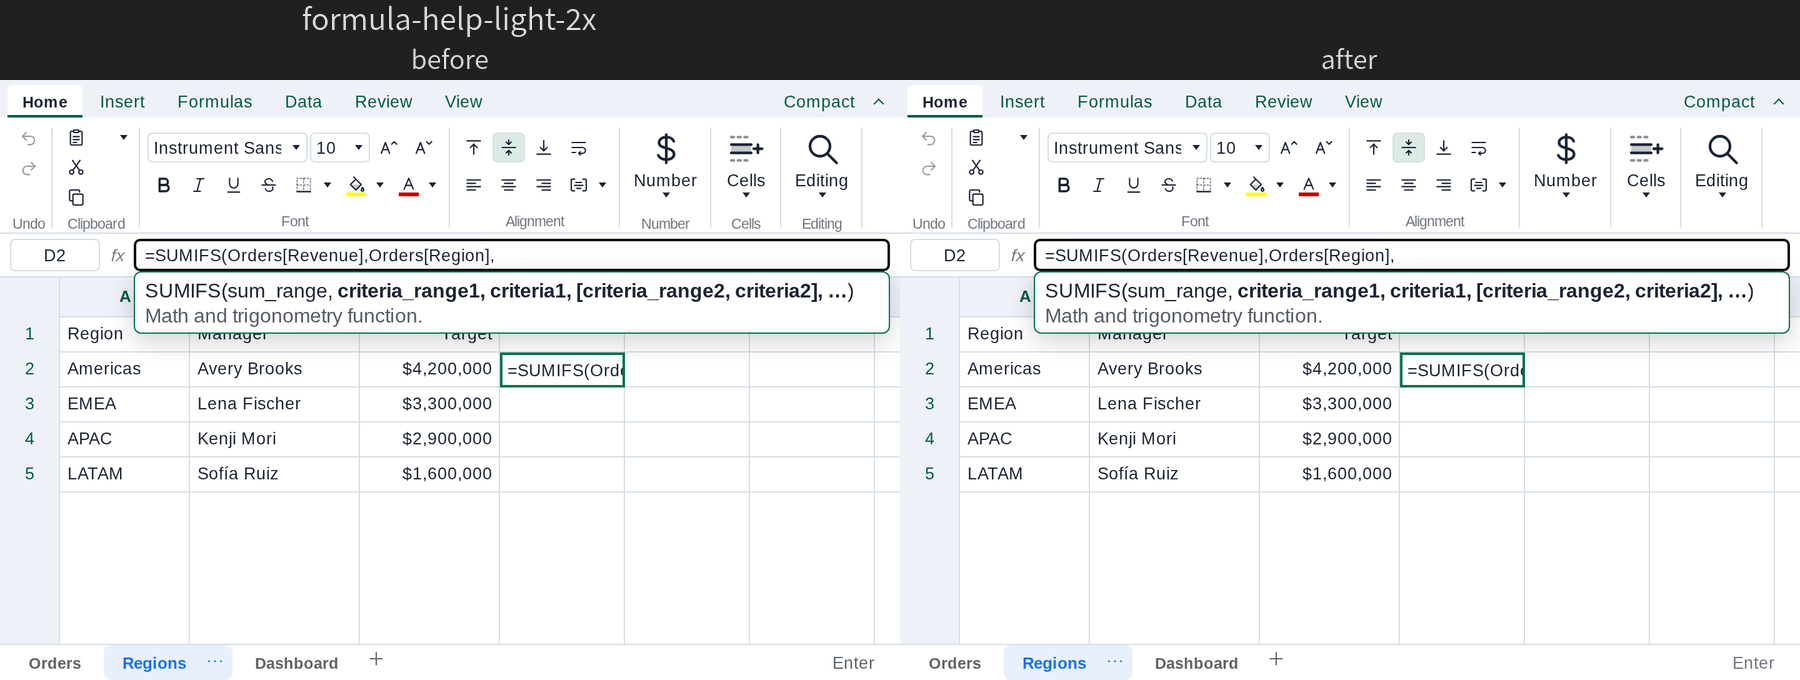 formula-help-light-2x
before
after
Home Insert Formulas Data Review View Compact
Instrument Sans 10
B I U S A
$ Number Cells Editing
Undo Clipboard Font Alignment Number Cells Editing
D2 fx =SUMIFS(Orders[Revenue],Orders[Region],
SUMIFS(sum_range, criteria_range1, criteria1, [criteria_range2, criteria2], …)
Math and trigonometry function.
A
1 Region Manager Target
2 Americas Avery Brooks $4,200,000 =SUMIFS(Orde
3 EMEA Lena Fischer $3,300,000
4 APAC Kenji Mori $2,900,000
5 LATAM Sofía Ruiz $1,600,000
Orders Regions ... Dashboard + Enter
Home Insert Formulas Data Review View Compact
Instrument Sans 10
B I U S A
$ Number Cells Editing
Undo Clipboard Font Alignment
D2 fx =SUMIFS(Orders[Revenue],Orders[Region],
SUMIFS(sum_range, criteria_range1, criteria1, [criteria_range2, criteria2], …)
Math and trigonometry function.
A
1 Region Manager Target
2 Americas Avery Brooks $4,200,000 =SUMIFS(Orde
3 EMEA Lena Fischer $3,300,000
4 APAC Kenji Mori $2,900,000
5 LATAM Sofía Ruiz $1,600,000
Orders Regions ... Dashboard + Enter